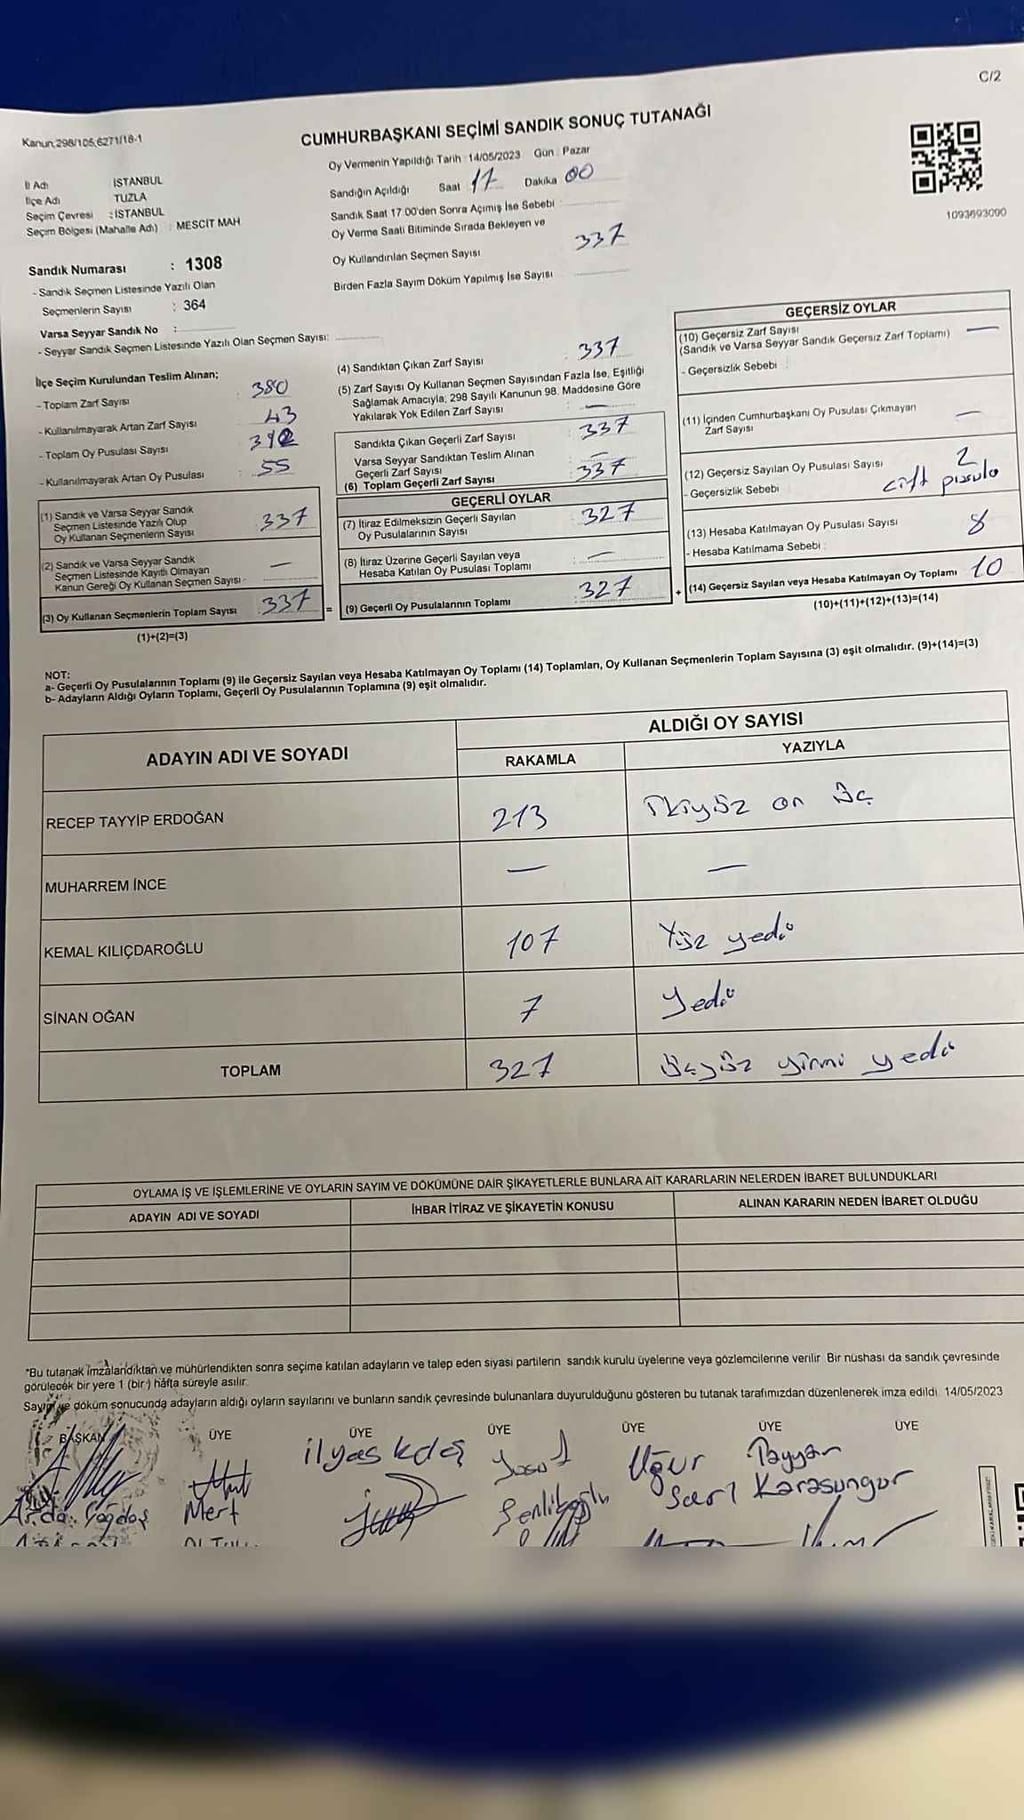 C/2
Kanun;298/105,6271/18-1
CUMHURBAŞKANI SEÇİMİ SANDIK SONUÇ TUTANAĞI
Oy Vermenin Yapıldığı Tarih : 14/05/2023 Gün : Pazar
İl Adı İSTANBUL
İlçe Adı TUZLA
Seçim Çevresi : İSTANBUL
Seçim Bölgesi (Mahalle Adı) : MESCİT MAH
Sandığın Açıldığı Saat 17 Dakika 00
Sandık Saat 17.00'den Sonra Açımış İse Sebebi :
Oy Verme Saati Bitiminde Sırada Bekleyen ve
Oy Kullandırılan Seçmen Sayısı 337
Birden Fazla Sayım Döküm Yapılmış İse Sayısı
1093693090
Sandık Numarası : 1308
- Sandık Seçmen Listesinde Yazılı Olan
Seçmenlerin Sayısı : 364
Varsa Seyyar Sandık No :
- Seyyar Sandık Seçmen Listesinde Yazılı Olan Seçmen Sayısı:
İlçe Seçim Kurulundan Teslim Alınan;
- Toplam Zarf Sayısı 380
- Kullanılmayarak Artan Zarf Sayısı 43
- Toplam Oy Pusulası Sayısı
- Kullanılmayarak Artan Oy Pusulası 55
(1) Sandık ve Varsa Seyyar Sandık
Seçmen Listesinde Yazılı Olup
Oy Kullanan Seçmenlerin Sayısı 337
(2) Sandık ve Varsa Seyyar Sandık
Seçmen Listesinde Kayıtlı Olmayan
Kanun Gereği Oy Kullanan Seçmen Sayısı —
(3) Oy Kullanan Seçmenlerin Toplam Sayısı 337 =
(1)+(2)=(3)
(4) Sandıktan Çıkan Zarf Sayısı 337
(5) Zarf Sayısı Oy Kullanan Seçmen Sayısından Fazla İse, Eşitliği
Sağlamak Amacıyla, 298 Sayılı Kanunun 98. Maddesine Göre
Yakılarak Yok Edilen Zarf Sayısı : —
Sandıkta Çıkan Geçerli Zarf Sayısı 337
Varsa Seyyar Sandıktan Teslim Alınan
Geçerli Zarf Sayısı —
(6) Toplam Geçerli Zarf Sayısı 337
GEÇERLİ OYLAR
(7) İtiraz Edilmeksizin Geçerli Sayılan
Oy Pusulalarının Sayısı 327
(8) İtiraz Üzerine Geçerli Sayılan veya
Hesaba Katılan Oy Pusulası Toplamı —
(9) Geçerli Oy Pusulalarının Toplamı 327 +
GEÇERSİZ OYLAR
(10) Geçersiz Zarf Sayısı
(Sandık ve Varsa Seyyar Sandık Geçersiz Zarf Toplamı) —
- Geçersizlik Sebebi :
(11) İçinden Cumhurbaşkanı Oy Pusulası Çıkmayan
Zarf Sayısı —
(12) Geçersiz Sayılan Oy Pusulası Sayısı 2
- Geçersizlik Sebebi çift pusula
(13) Hesaba Katılmayan Oy Pusulası Sayısı 8
- Hesaba Katılmama Sebebi :
(14) Geçersiz Sayılan veya Hesaba Katılmayan Oy Toplamı 10
(10)+(11)+(12)+(13)=(14)
NOT:
a- Geçerli Oy Pusulalarının Toplamı (9) ile Geçersiz Sayılan veya Hesaba Katılmayan Oy Toplamı (14) Toplamları, Oy Kullanan Seçmenlerin Toplam Sayısına (3) eşit olmalıdır. (9)+(14)=(3)
b- Adayların Aldığı Oyların Toplamı, Geçerli Oy Pusulalarının Toplamına (9) eşit olmalıdır.
ADAYIN ADI VE SOYADI ALDIĞI OY SAYISI
RAKAMLA YAZIYLA
RECEP TAYYİP ERDOĞAN 213 İkiyüz on üç
MUHARREM İNCE — —
KEMAL KILIÇDAROĞLU 107 Yüz yedi
SİNAN OĞAN 7 Yedi
TOPLAM 327 Üçyüz yirmi yedi
OYLAMA İŞ VE İŞLEMLERİNE VE OYLARIN SAYIM VE DÖKÜMÜNE DAİR ŞİKAYETLERLE BUNLARA AİT KARARLARIN NELERDEN İBARET BULUNDUKLARI
ADAYIN ADI VE SOYADI İHBAR İTİRAZ VE ŞİKAYETİN KONUSU ALINAN KARARIN NEDEN İBARET OLDUĞU
*Bu tutanak imzalandıktan ve mühürlendikten sonra seçime katılan adayların ve talep eden siyasi partilerin sandık kurulu üyelerine veya gözlemcilerine verilir. Bir nüshası da sandık çevresinde
görülecek bir yere 1 (bir ) hafta süreyle asılır.
Sayım ve döküm sonucunda adayların aldığı oyların sayılarını ve bunların sandık çevresinde bulunanlara duyurulduğunu gösteren bu tutanak tarafımızdan düzenlenerek imza edildi. 14/05/2023
BAŞKAN ÜYE ÜYE ÜYE ÜYE ÜYE ÜYE
Arda Mert ilyas Yusuf Uğur Tayyar
Şenlikoğlu Sarı Karasungur